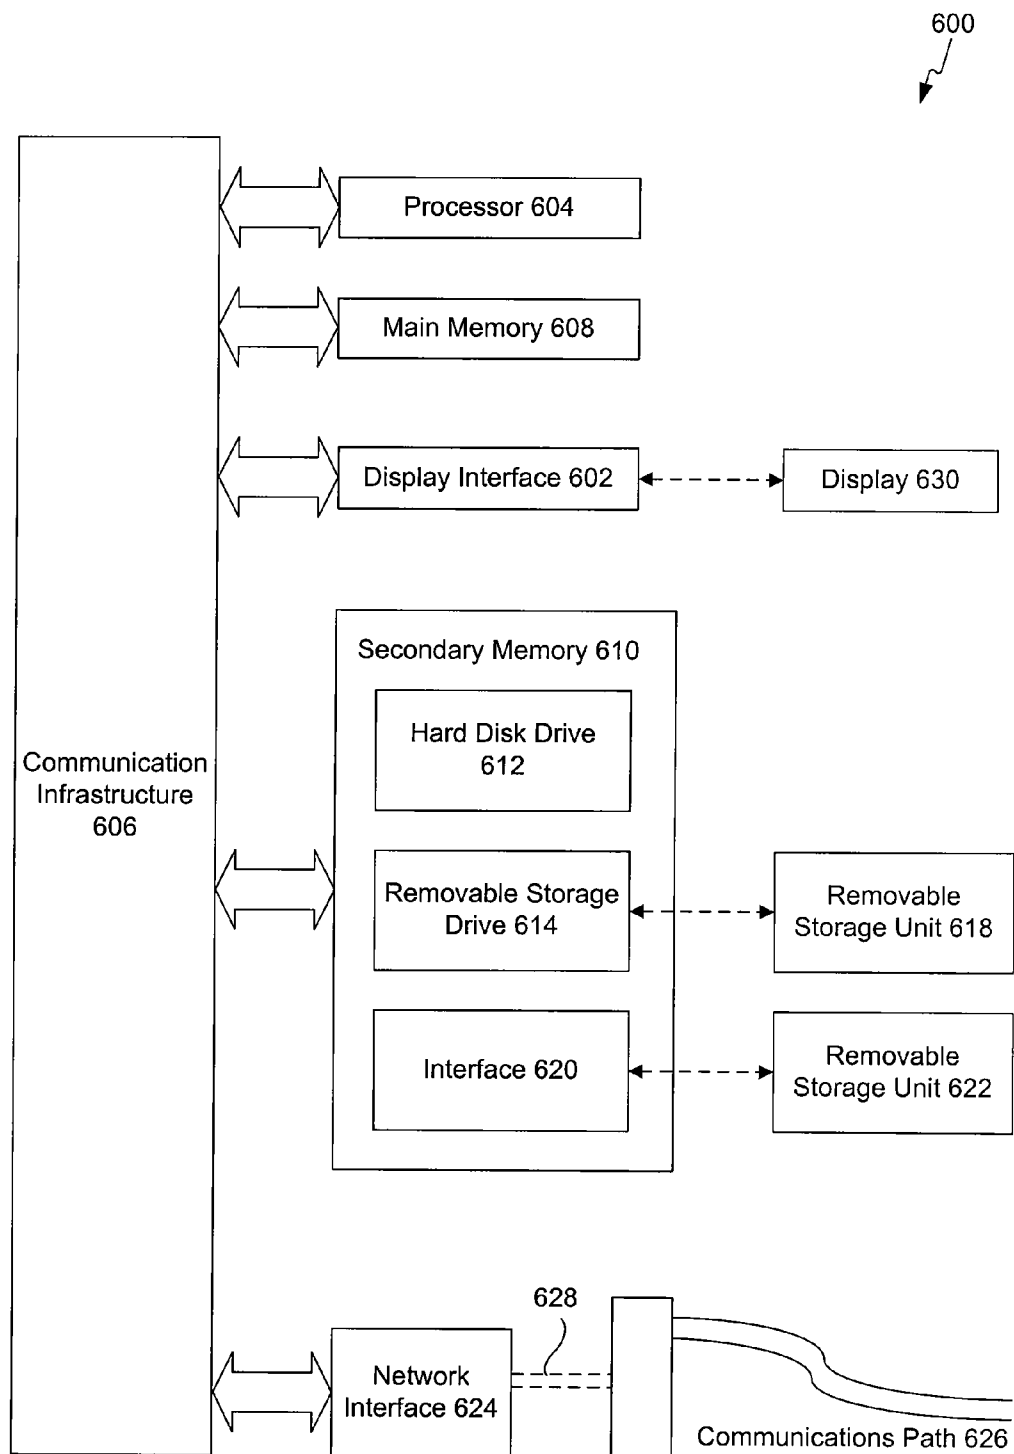 600
Processor 604
Main Memory 608
Display Interface 602
Display 630
Secondary Memory 610
Hard Disk Drive
612
Communication
Infrastructure
606
Removable Storage
Drive 614
Removable
Storage Unit 618
Interface 620
Removable
Storage Unit 622
628
Network
Interface 624
Communications Path 626